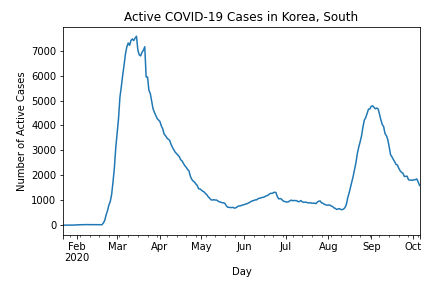 Active COVID-19 Cases in Korea, South
Number of Active Cases
7000
6000
5000
4000
3000
2000
1000
0
Feb Mar Apr May Jun Jul Aug Sep Oct
2020
Day